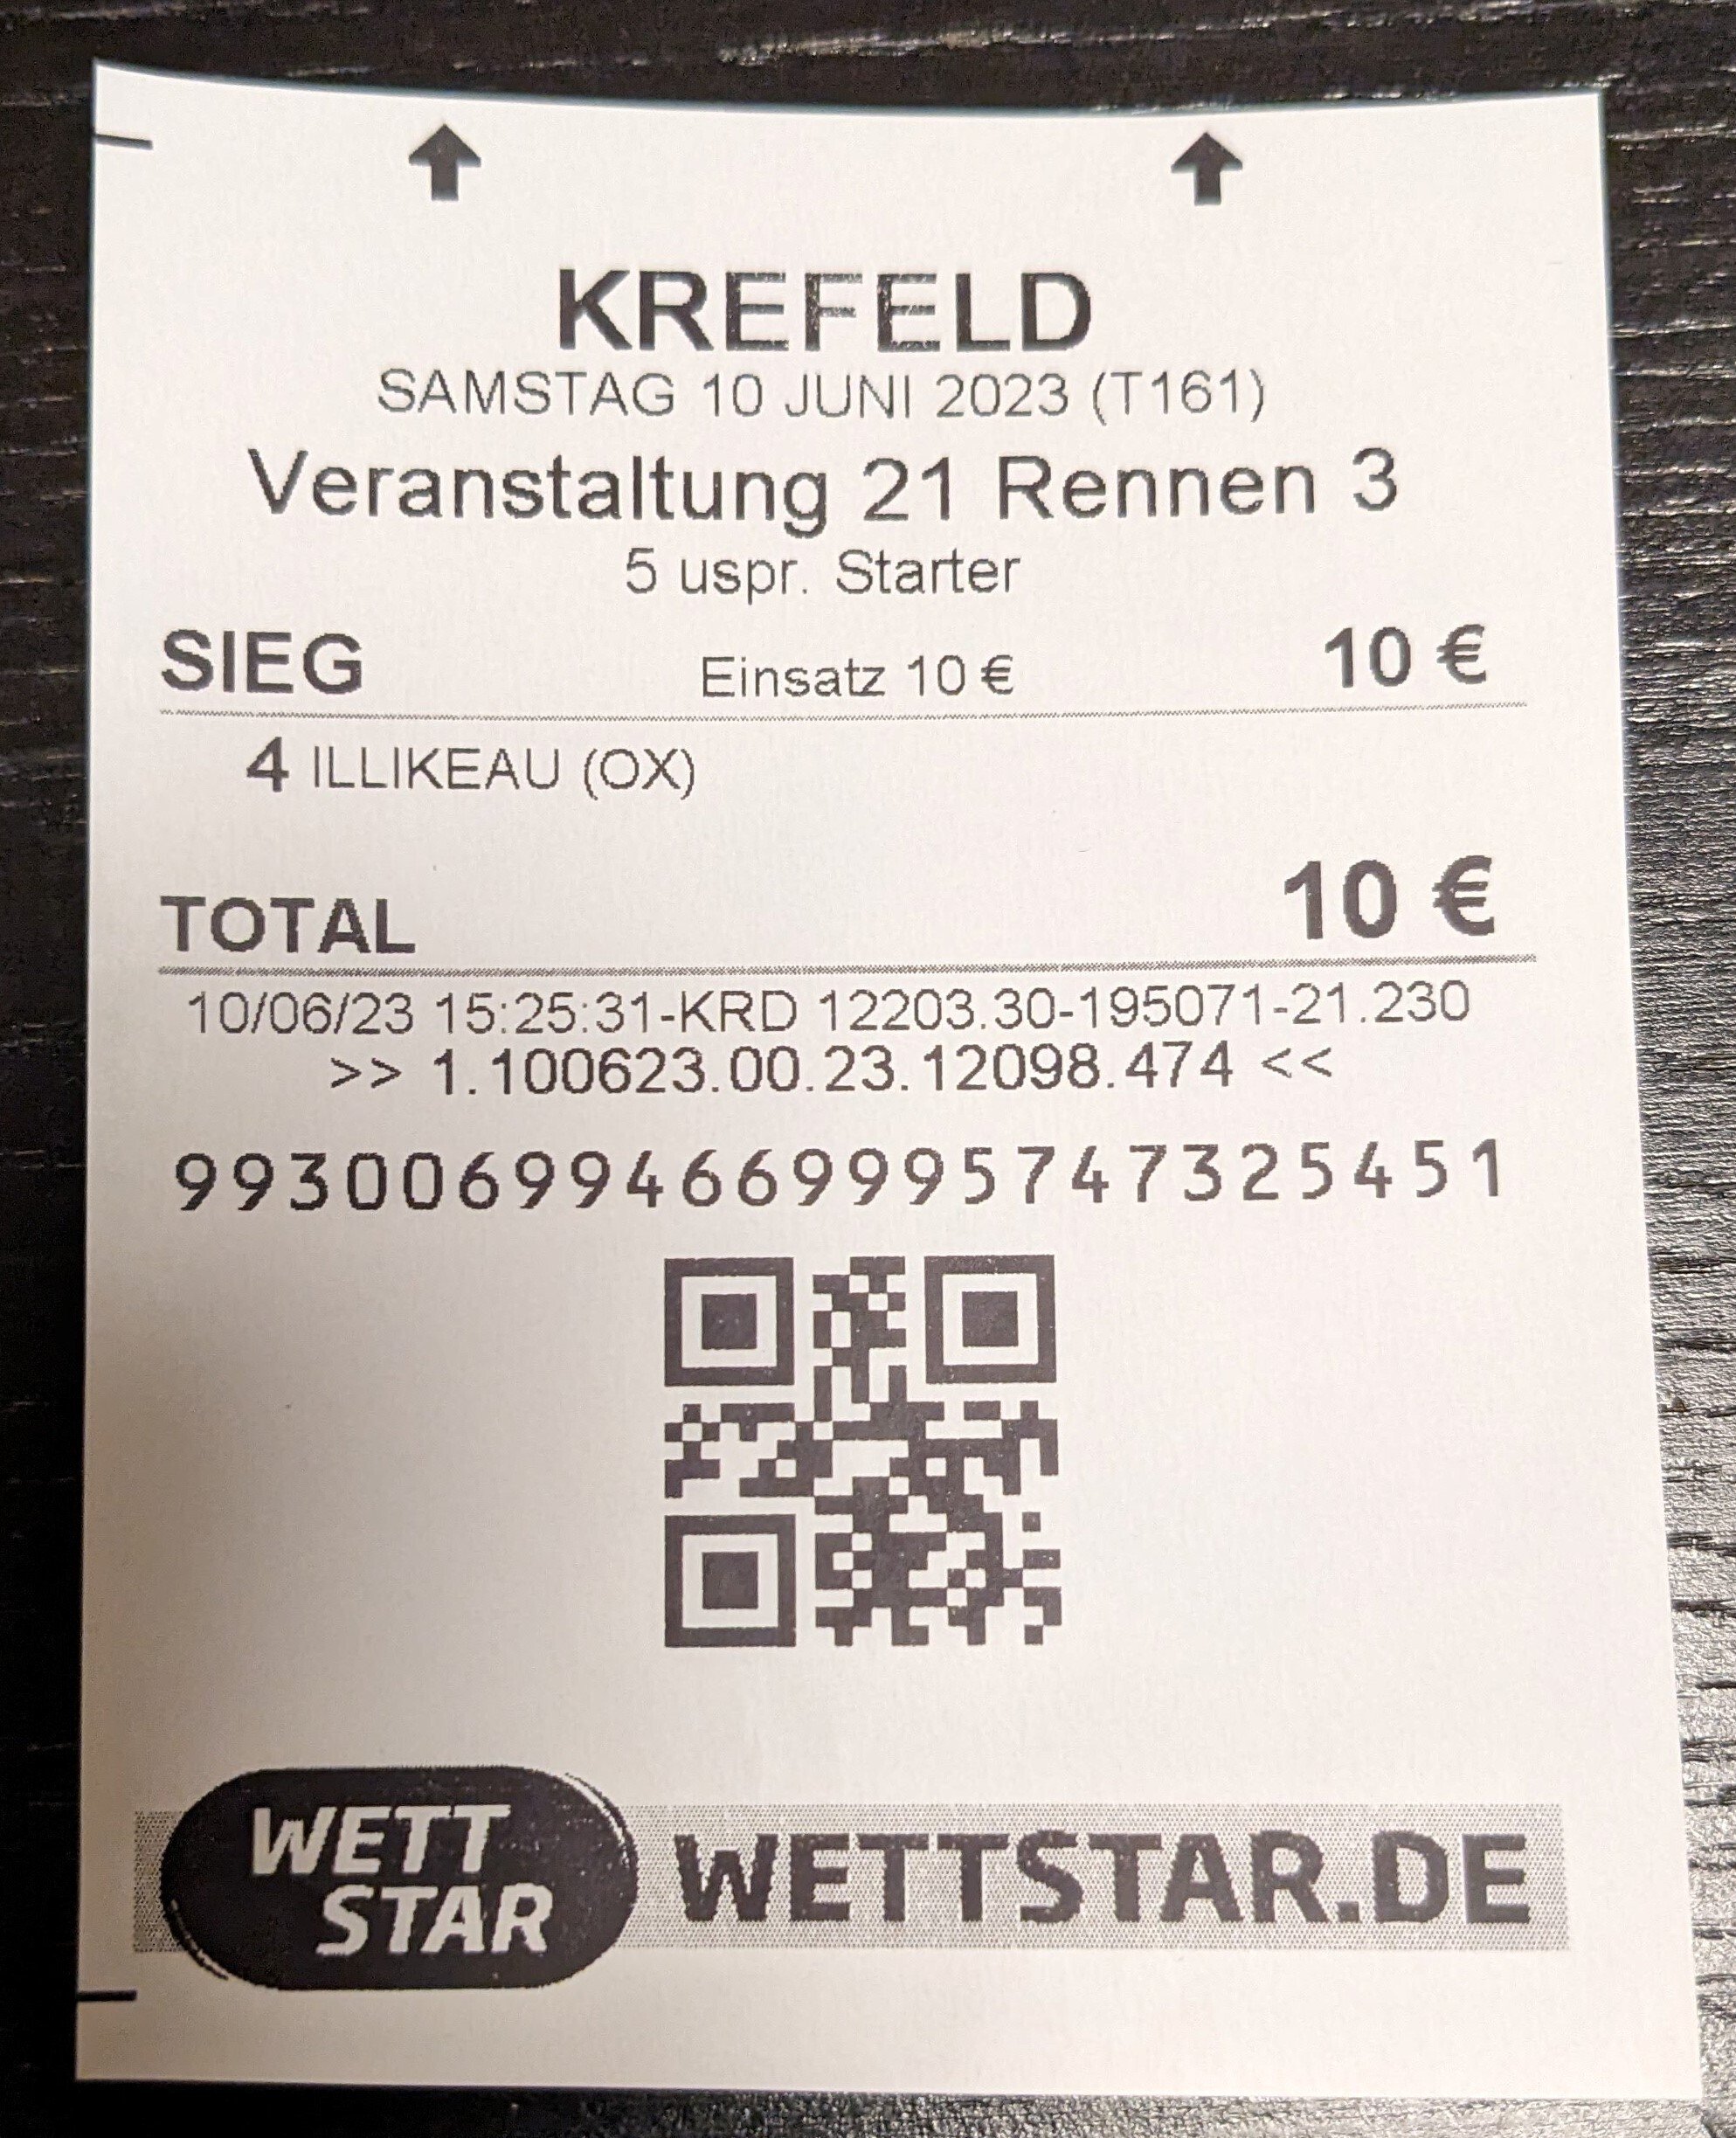 KREFELD
SAMSTAG 10 JUNI 2023 (T161)
Veranstaltung 21 Rennen 3
5 uspr. Starter
SIEG Einsatz 10 € 10 €
4 ILLIKEAU (OX)
TOTAL 10 €
10/06/23 15:25:31-KRD 12203.30-195071-21.230
>> 1.100623.00.23.12098.474 <<
993006994669995747325451
WETT
STAR
WETTSTAR.DE